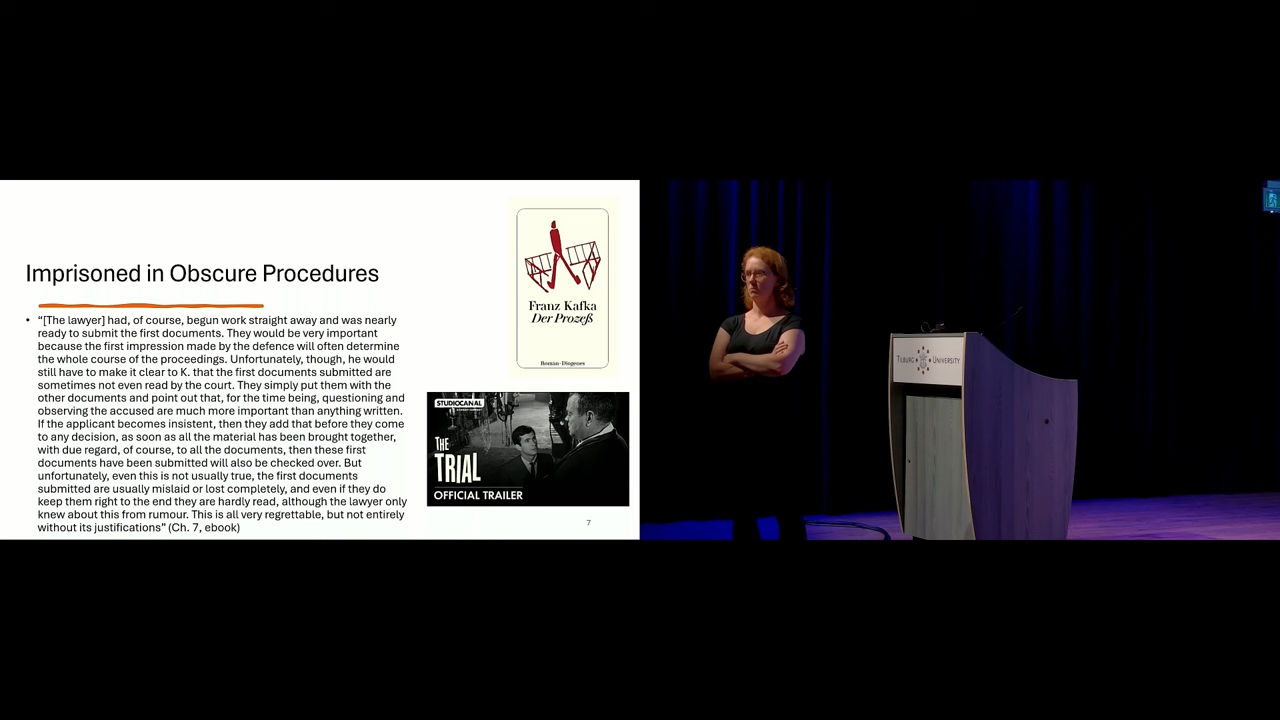 Imprisoned in Obscure Procedures
• “[The lawyer] had, of course, begun work straight away and was nearly
ready to submit the first documents. They would be very important
because the first impression made by the defence will often determine
the whole course of the proceedings. Unfortunately, though, he would
still have to make it clear to K. that the first documents submitted are
sometimes not even read by the court. They simply put them with the
other documents and point out that, for the time being, questioning and
observing the accused are much more important than anything written.
If the applicant becomes insistent, then they add that before they come
to any decision, as soon as all the material has been brought together,
with due regard, of course, to all the documents, then these first
documents have been submitted will also be checked over. But
unfortunately, even this is not usually true, the first documents
submitted are usually mislaid or lost completely, and even if they do
keep them right to the end they are hardly read, although the lawyer only
knew about this from rumour. This is all very regrettable, but not entirely
without its justifications” (Ch. 7, ebook)
Franz Kafka
Der Prozeß
Roman · Diogenes
STUDIOCANAL
THE
TRIAL
OFFICIAL TRAILER
7
TILBURG UNIVERSITY